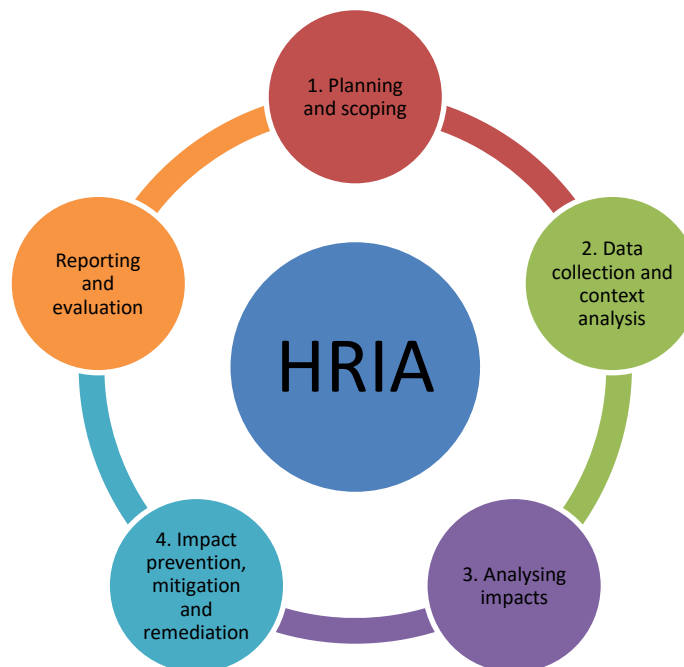 1. Planning
and scoping
2. Data
collection and
context
analysis
3. Analysing
impacts
4. Impact
prevention,
mitigation
and
remediation
Reporting
and
evaluation
HRIA